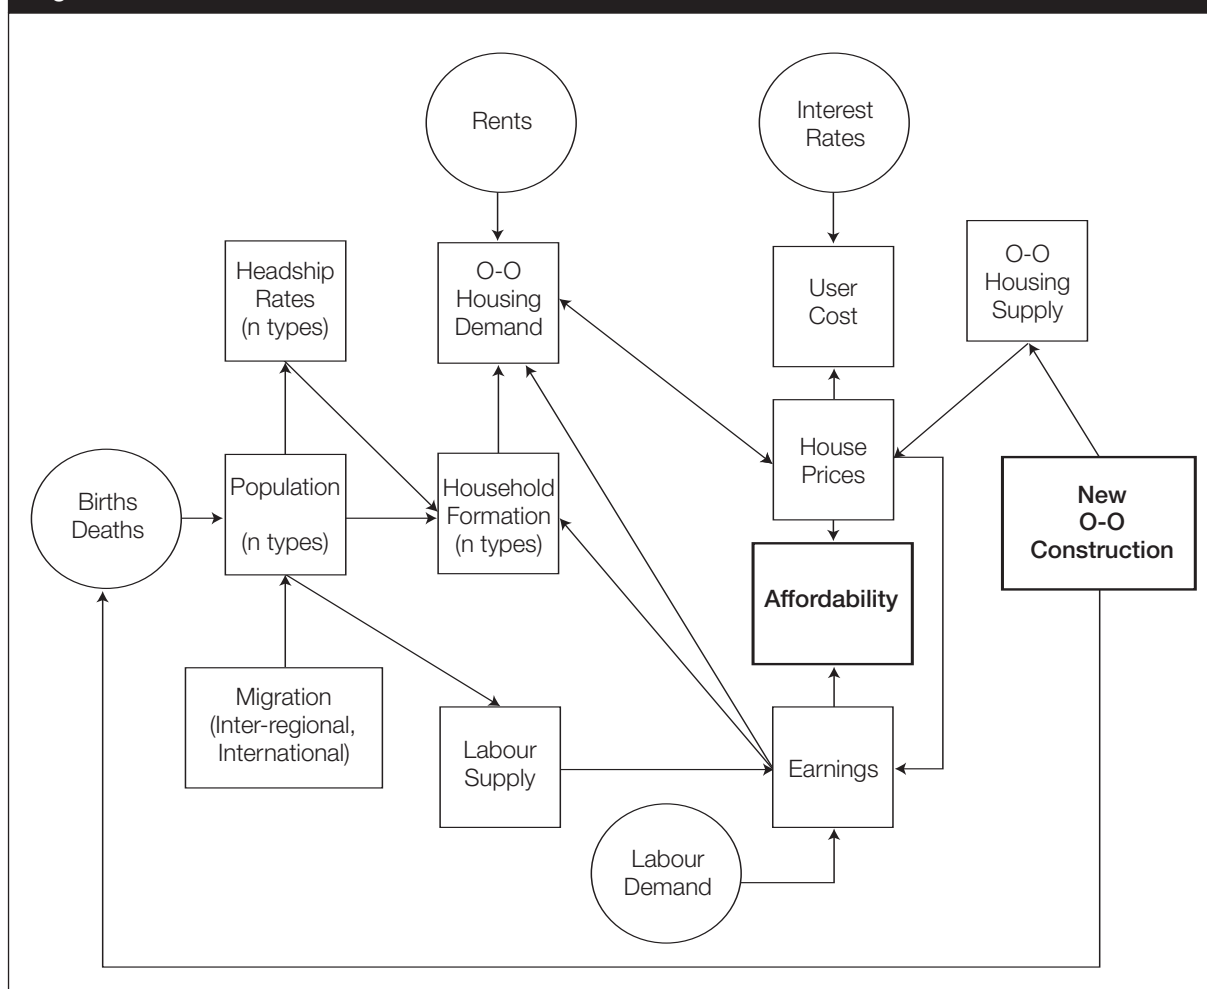 Rents
Interest
Rates
Headship
Rates
(n types)
O-O
Housing
Demand
User
Cost
O-O
Housing
Supply
Births
Deaths
Population
(n types)
Household
Formation
(n types)
House
Prices
New
O-O
Construction
Affordability
Migration
(Inter-regional,
International)
Labour
Supply
Earnings
Labour
Demand